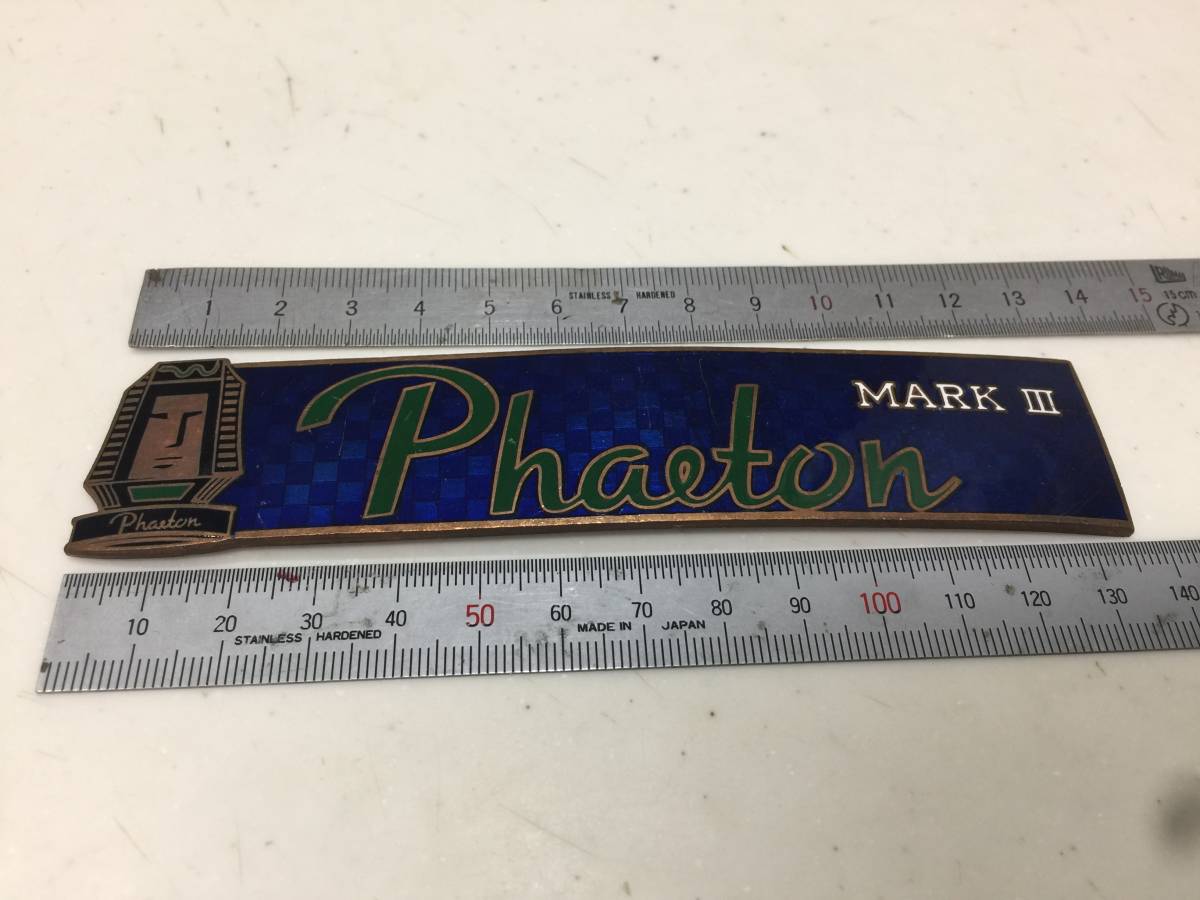 1 2 3 4 5 6 7 8 9 10 11 12 13 14 15
STAINLESS HARDENED
15cm
Phaeton
MARK III
Phaeton
10 20 30 40 50 60 70 80 90 100 110 120 130 140
STAINLESS HARDENED
MADE IN JAPAN